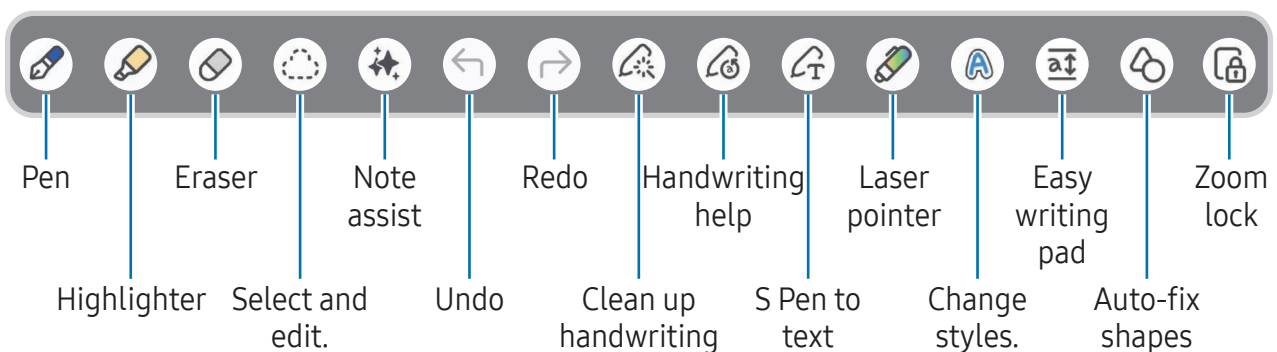 Pen
Eraser
Note
assist
Redo
Handwriting
help
Laser
pointer
Easy
writing
pad
Zoom
lock
Highlighter
Select and
edit.
Undo
Clean up
handwriting
S Pen to
text
Change
styles.
Auto-fix
shapes